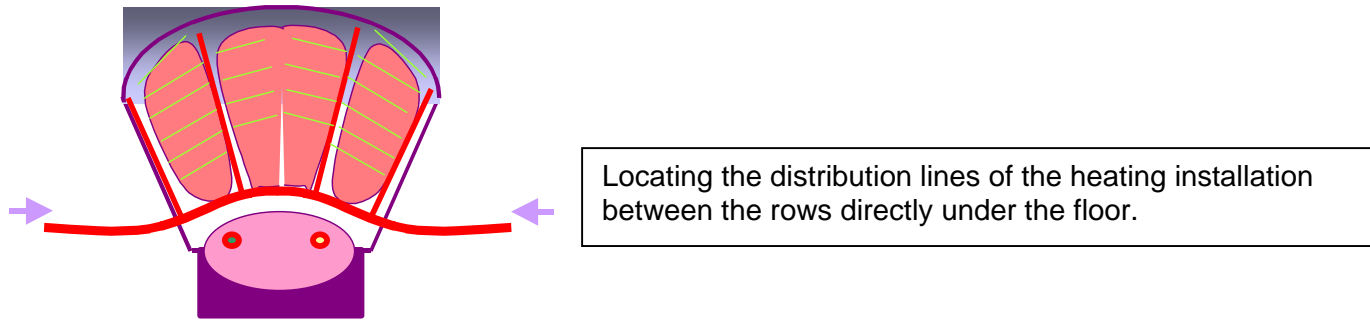 Locating the distribution lines of the heating installation
between the rows directly under the floor.